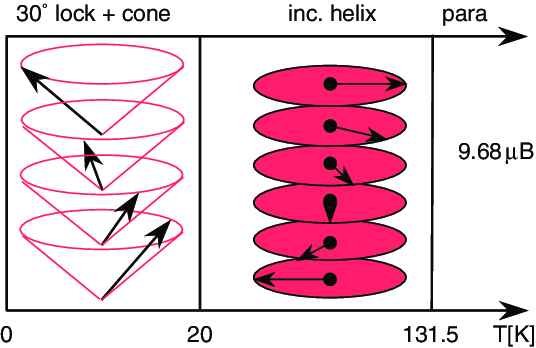 30° lock + cone inc. helix para
9.68 μB
0 20 131.5 T[K]